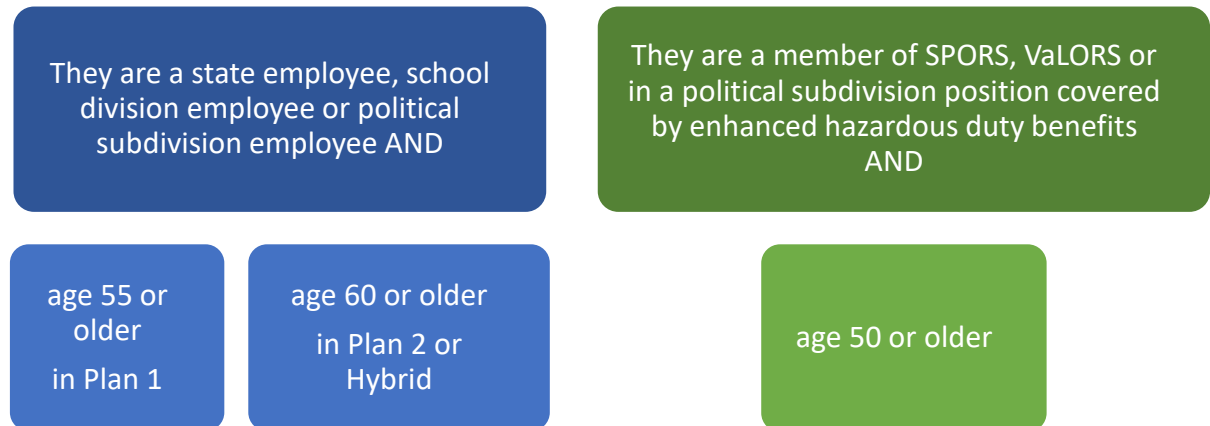 They are a state employee, school
division employee or political
subdivision employee AND
They are a member of SPORS, VaLORS or
in a political subdivision position covered
by enhanced hazardous duty benefits
AND
age 55 or
older
in Plan 1
age 60 or older
in Plan 2 or
Hybrid
age 50 or older